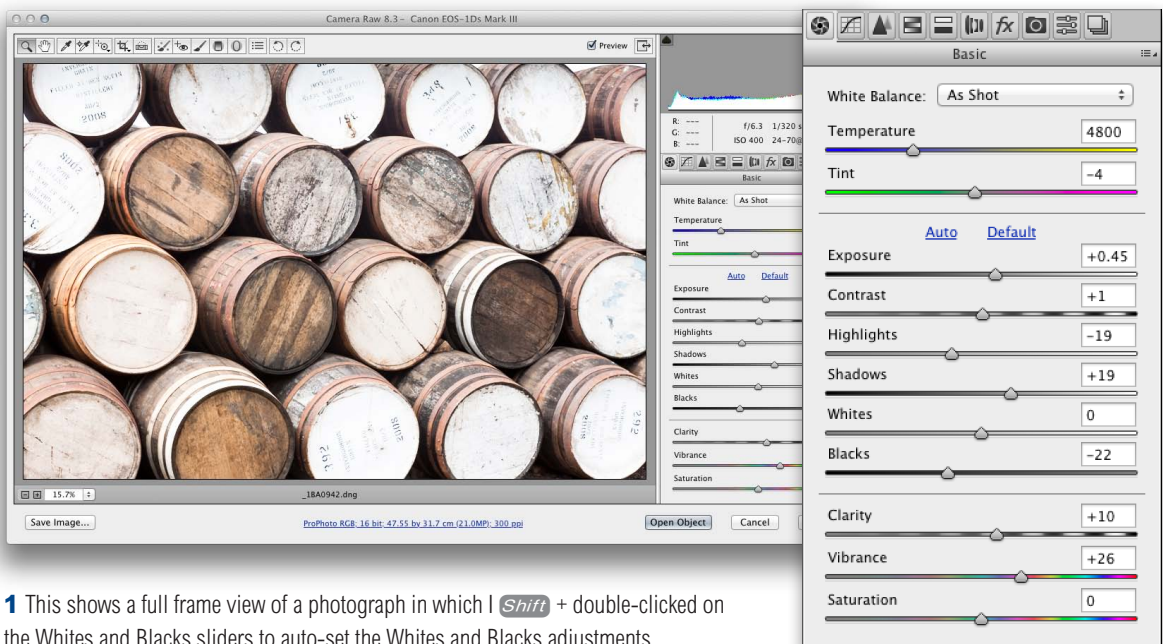 Camera Raw 8.3 – Canon EOS-1Ds Mark III
Preview
FILLED
2008
2008
R: ---
G: ---
B: ---
f/6.3 1/320 s
ISO 400 24-70@
Basic
White Balance: As Shot
Temperature
Tint
Auto Default
Exposure
Contrast
Highlights
Shadows
Whites
Blacks
Clarity
Vibrance
Saturation
15.7%
_18A0942.dng
Save Image...
ProPhoto RGB; 16 bit; 47.55 by 31.7 cm (21.0MP); 300 ppi
Open Object
Cancel
fx
Basic
White Balance: As Shot
Temperature 4800
Tint -4
Auto Default
Exposure +0.45
Contrast +1
Highlights -19
Shadows +19
Whites 0
Blacks -22
Clarity +10
Vibrance +26
Saturation 0
1 This shows a full frame view of a photograph in which I Shift + double-clicked on
the Whites and Blacks sliders to auto-set the Whites and Blacks adjustments